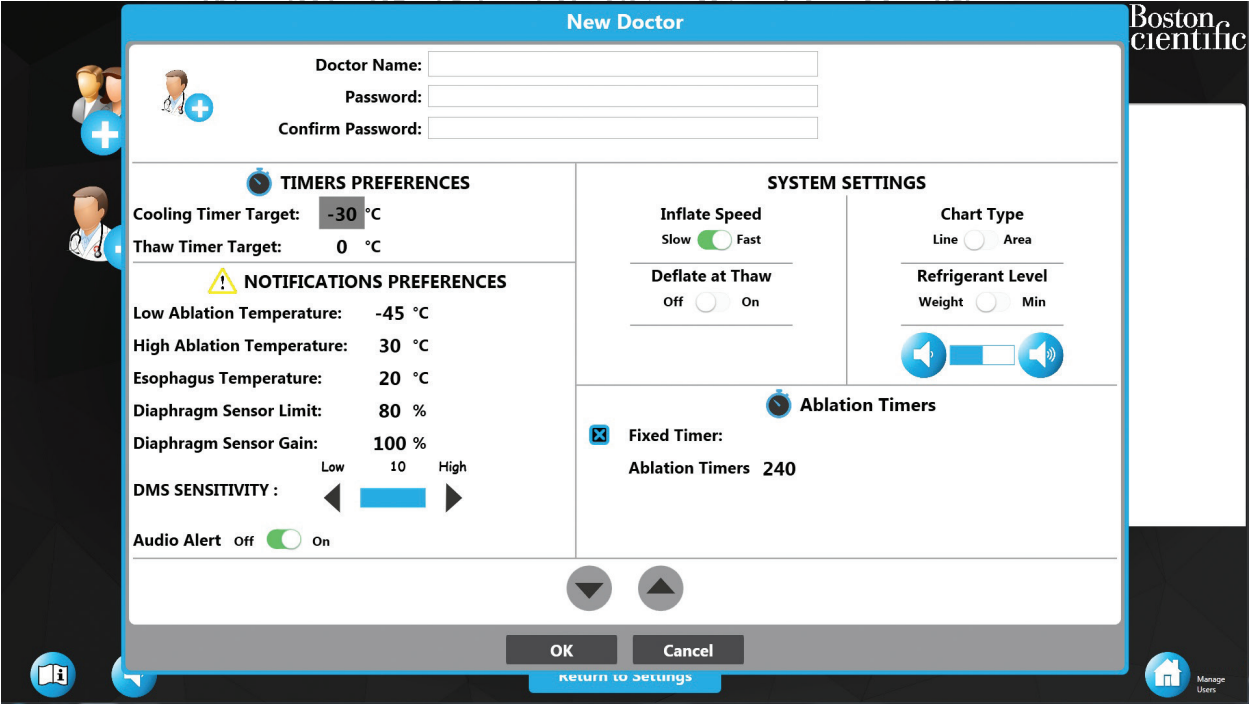 New Doctor
Boston
cientific
Doctor Name:
Password:
Confirm Password:
TIMERS PREFERENCES
Cooling Timer Target: -30 °C
Thaw Timer Target: 0 °C
NOTIFICATIONS PREFERENCES
Low Ablation Temperature: -45 °C
High Ablation Temperature: 30 °C
Esophagus Temperature: 20 °C
Diaphragm Sensor Limit: 80 %
Diaphragm Sensor Gain: 100 %
Low 10 High
DMS SENSITIVITY :
Audio Alert Off On
SYSTEM SETTINGS
Inflate Speed
Slow Fast
Deflate at Thaw
Off On
Chart Type
Line Area
Refrigerant Level
Weight Min
Ablation Timers
Fixed Timer:
Ablation Timers 240
OK Cancel
Return to Settings
Manage
Users